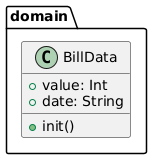 domain
C BillData
value: Int
date: String
init()